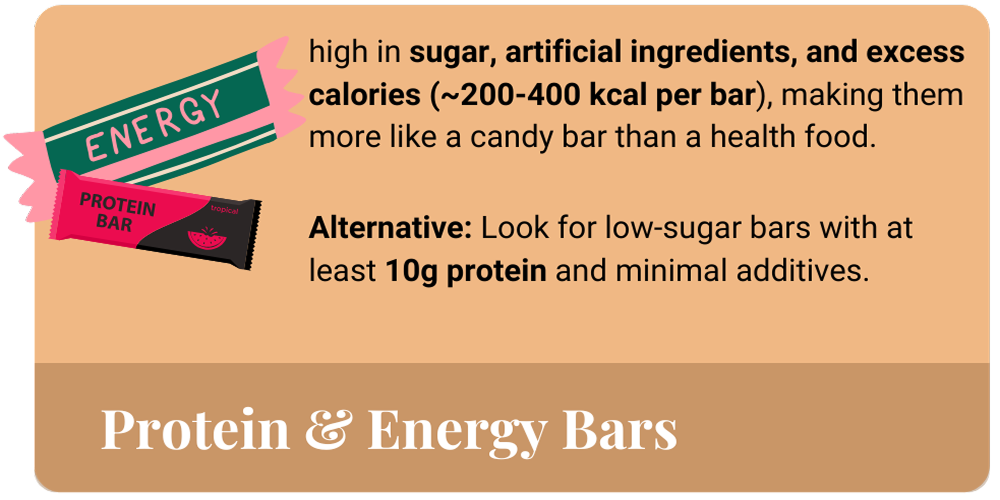 high in sugar, artificial ingredients, and excess
calories (~200-400 kcal per bar), making them
more like a candy bar than a health food.
Alternative: Look for low-sugar bars with at
least 10g protein and minimal additives.
ENERGY
PROTEIN
BAR
tropical
Protein & Energy Bars